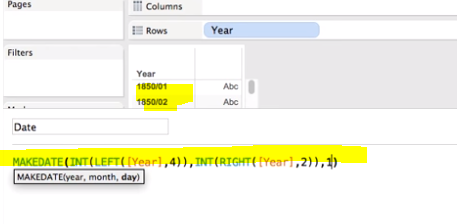 Pages
Columns
Rows
Year
Filters
Year
1850/01 Abc
1850/02 Abc
Date
MAKEDATE(INT(LEFT([Year],4)),INT(RIGHT([Year],2)),1)
MAKEDATE(year, month, day)